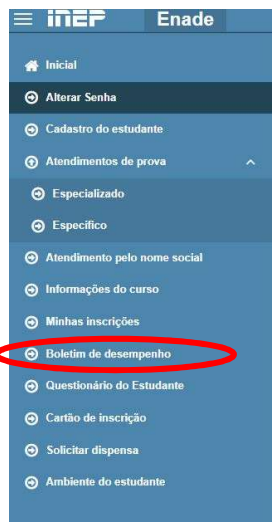 inep Enade
Inicial
Alterar Senha
Cadastro do estudante
Atendimentos de prova
Especializado
Específico
Atendimento pelo nome social
Informações do curso
Minhas inscrições
Boletim de desempenho
Questionário do Estudante
Cartão de inscrição
Solicitar dispensa
Ambiente do estudante